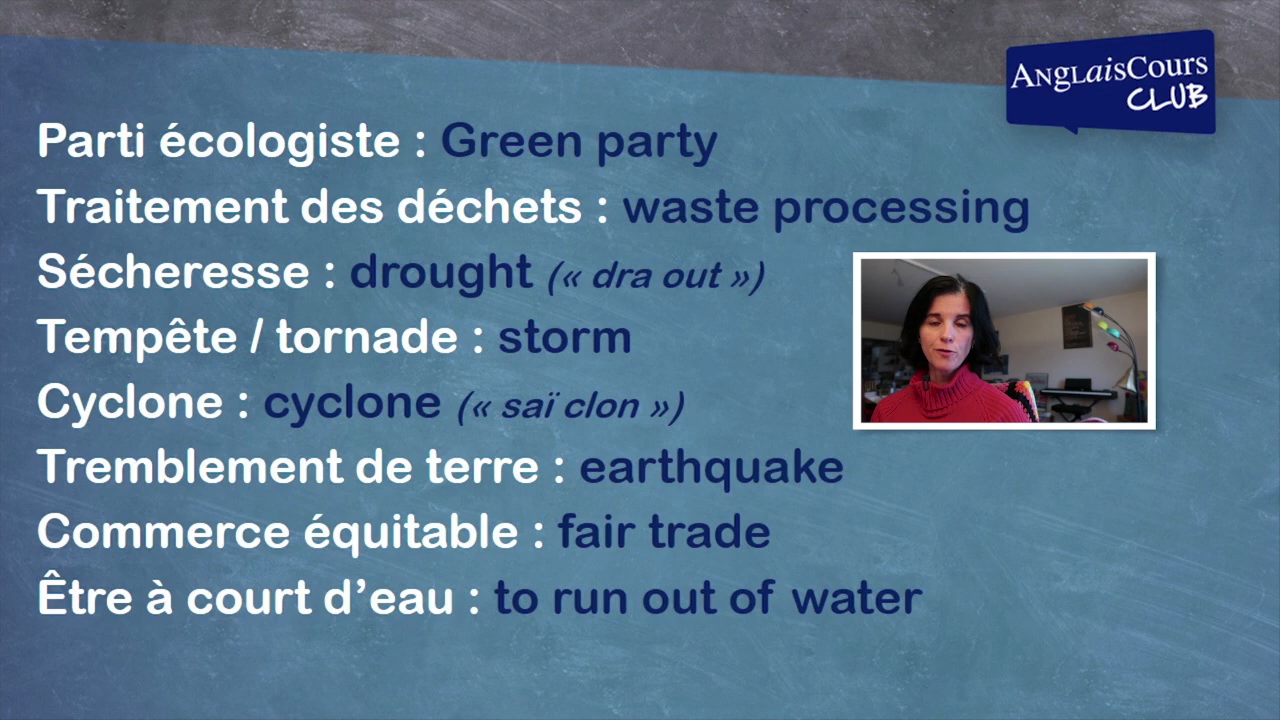 AnglaisCours
CLUB
Parti écologiste : Green party
Traitement des déchets : waste processing
Sécheresse : drought (« dra out »)
Tempête / tornade : storm
Cyclone : cyclone (« saï clon »)
Tremblement de terre : earthquake
Commerce équitable : fair trade
Être à court d’eau : to run out of water